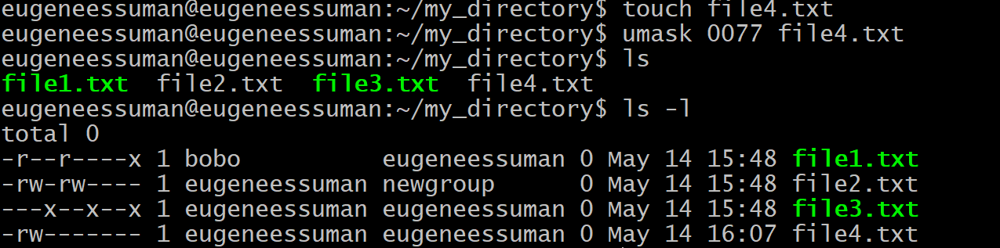 eugeneessuman@eugeneessuman:~/my_directory$ touch file4.txt
eugeneessuman@eugeneessuman:~/my_directory$ umask 0077 file4.txt
eugeneessuman@eugeneessuman:~/my_directory$ ls
file1.txt  file2.txt  file3.txt  file4.txt
eugeneessuman@eugeneessuman:~/my_directory$ ls -l
total 0
-r--r----x 1 bobo          eugeneessuman 0 May 14 15:48 file1.txt
-rw-rw---- 1 eugeneessuman newgroup      0 May 14 15:48 file2.txt
---x--x--x 1 eugeneessuman eugeneessuman 0 May 14 15:48 file3.txt
-rw------- 1 eugeneessuman eugeneessuman 0 May 14 16:07 file4.txt